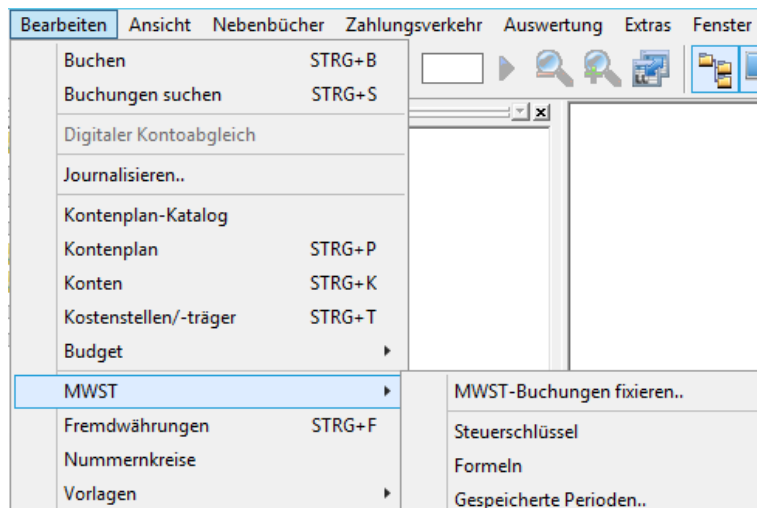 Bearbeiten Ansicht Nebenbücher Zahlungsverkehr Auswertung Extras Fenster
Buchen STRG+B
Buchungen suchen STRG+S
Digitaler Kontoabgleich
Journalisieren..
Kontenplan-Katalog
Kontenplan STRG+P
Konten STRG+K
Kostenstellen/-träger STRG+T
Budget
MWST
MWST-Buchungen fixieren..
Fremdwährungen STRG+F
Steuerschlüssel
Nummernkreise
Formeln
Vorlagen
Gespeicherte Perioden..